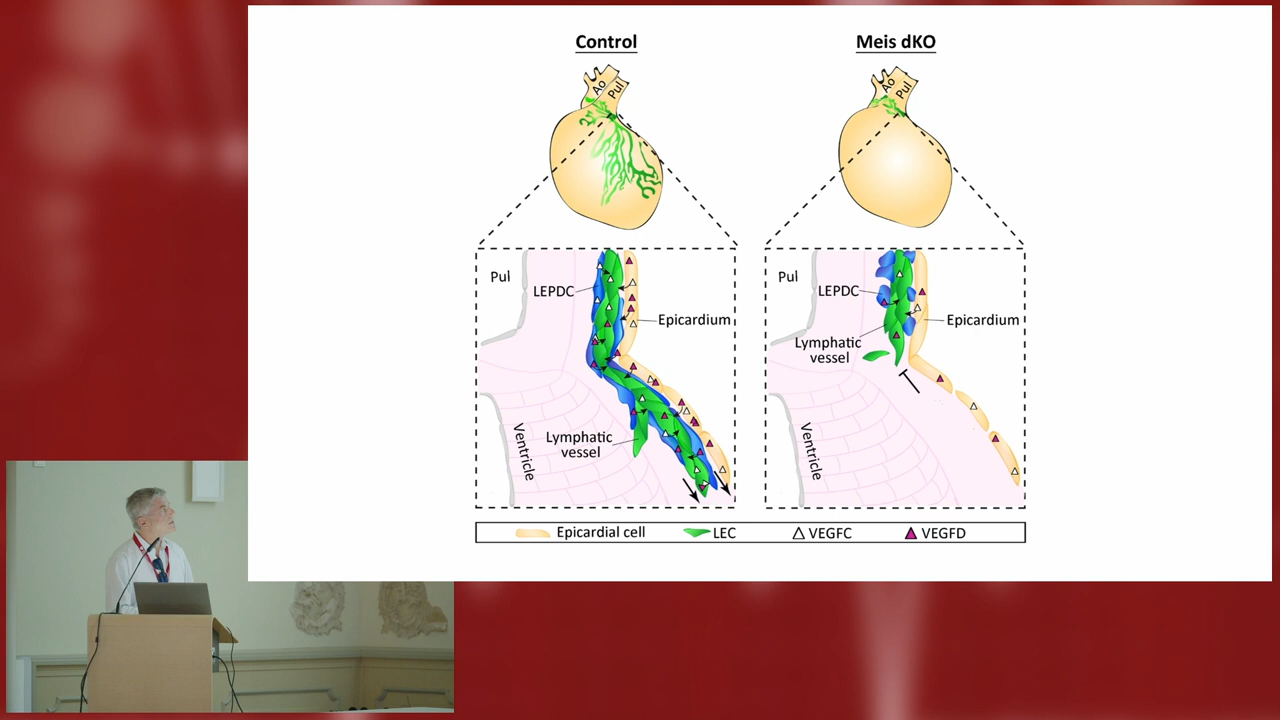 Control
Meis dKO
Ao
Pul
Ao
Pul
Pul
LEPDC
Epicardium
Lymphatic
vessel
Ventricle
Pul
LEPDC
Epicardium
Lymphatic
vessel
Ventricle
Epicardial cell
LEC
VEGFC
VEGFD